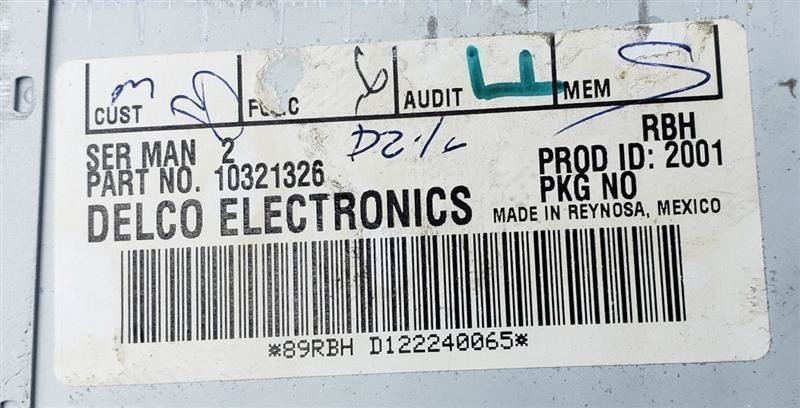 CUST 3 AUDIT F MEM
RBH
SER MAN 2 PROD ID: 2001
PART NO. 10321326 PKG NO
DELCO ELECTRONICS MADE IN REYNOSA, MEXICO
*89RBH D122240065*